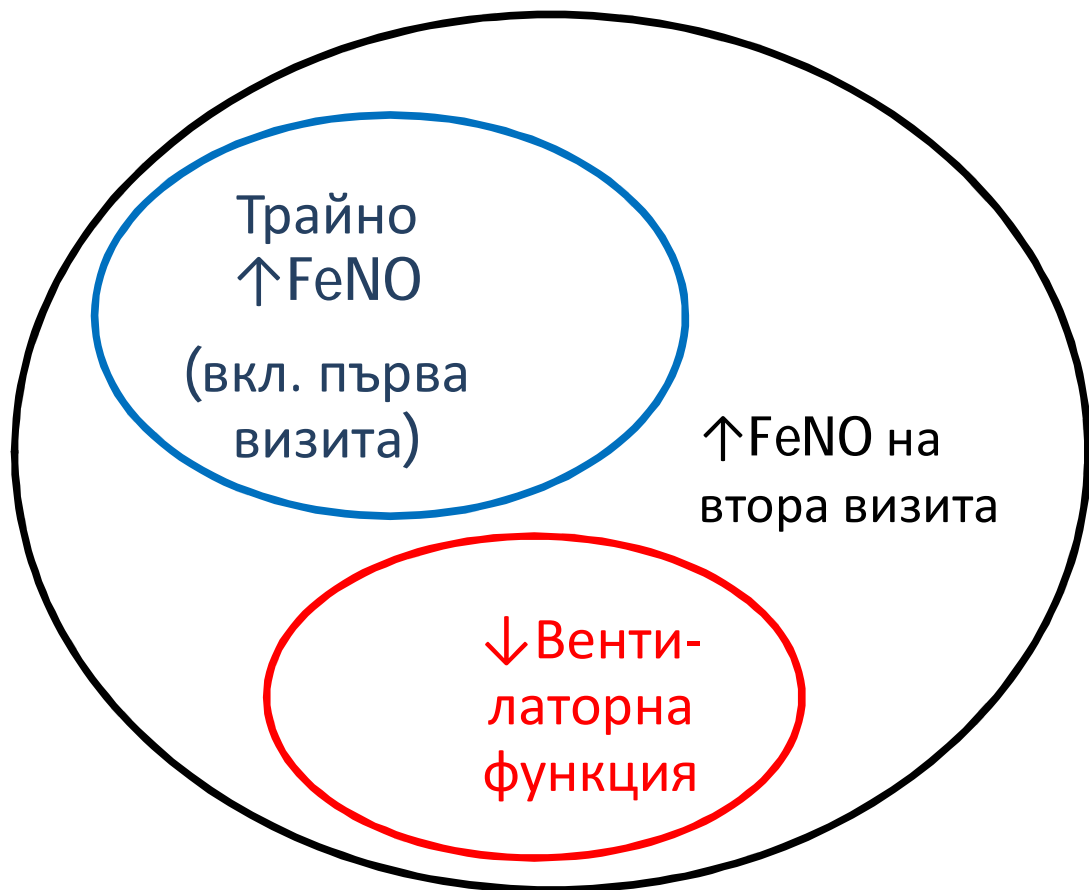 Трайно
↑FeNO
(вкл. първа
визита)
↑FeNO на
втора визита
↓Венти-
латорна
функция